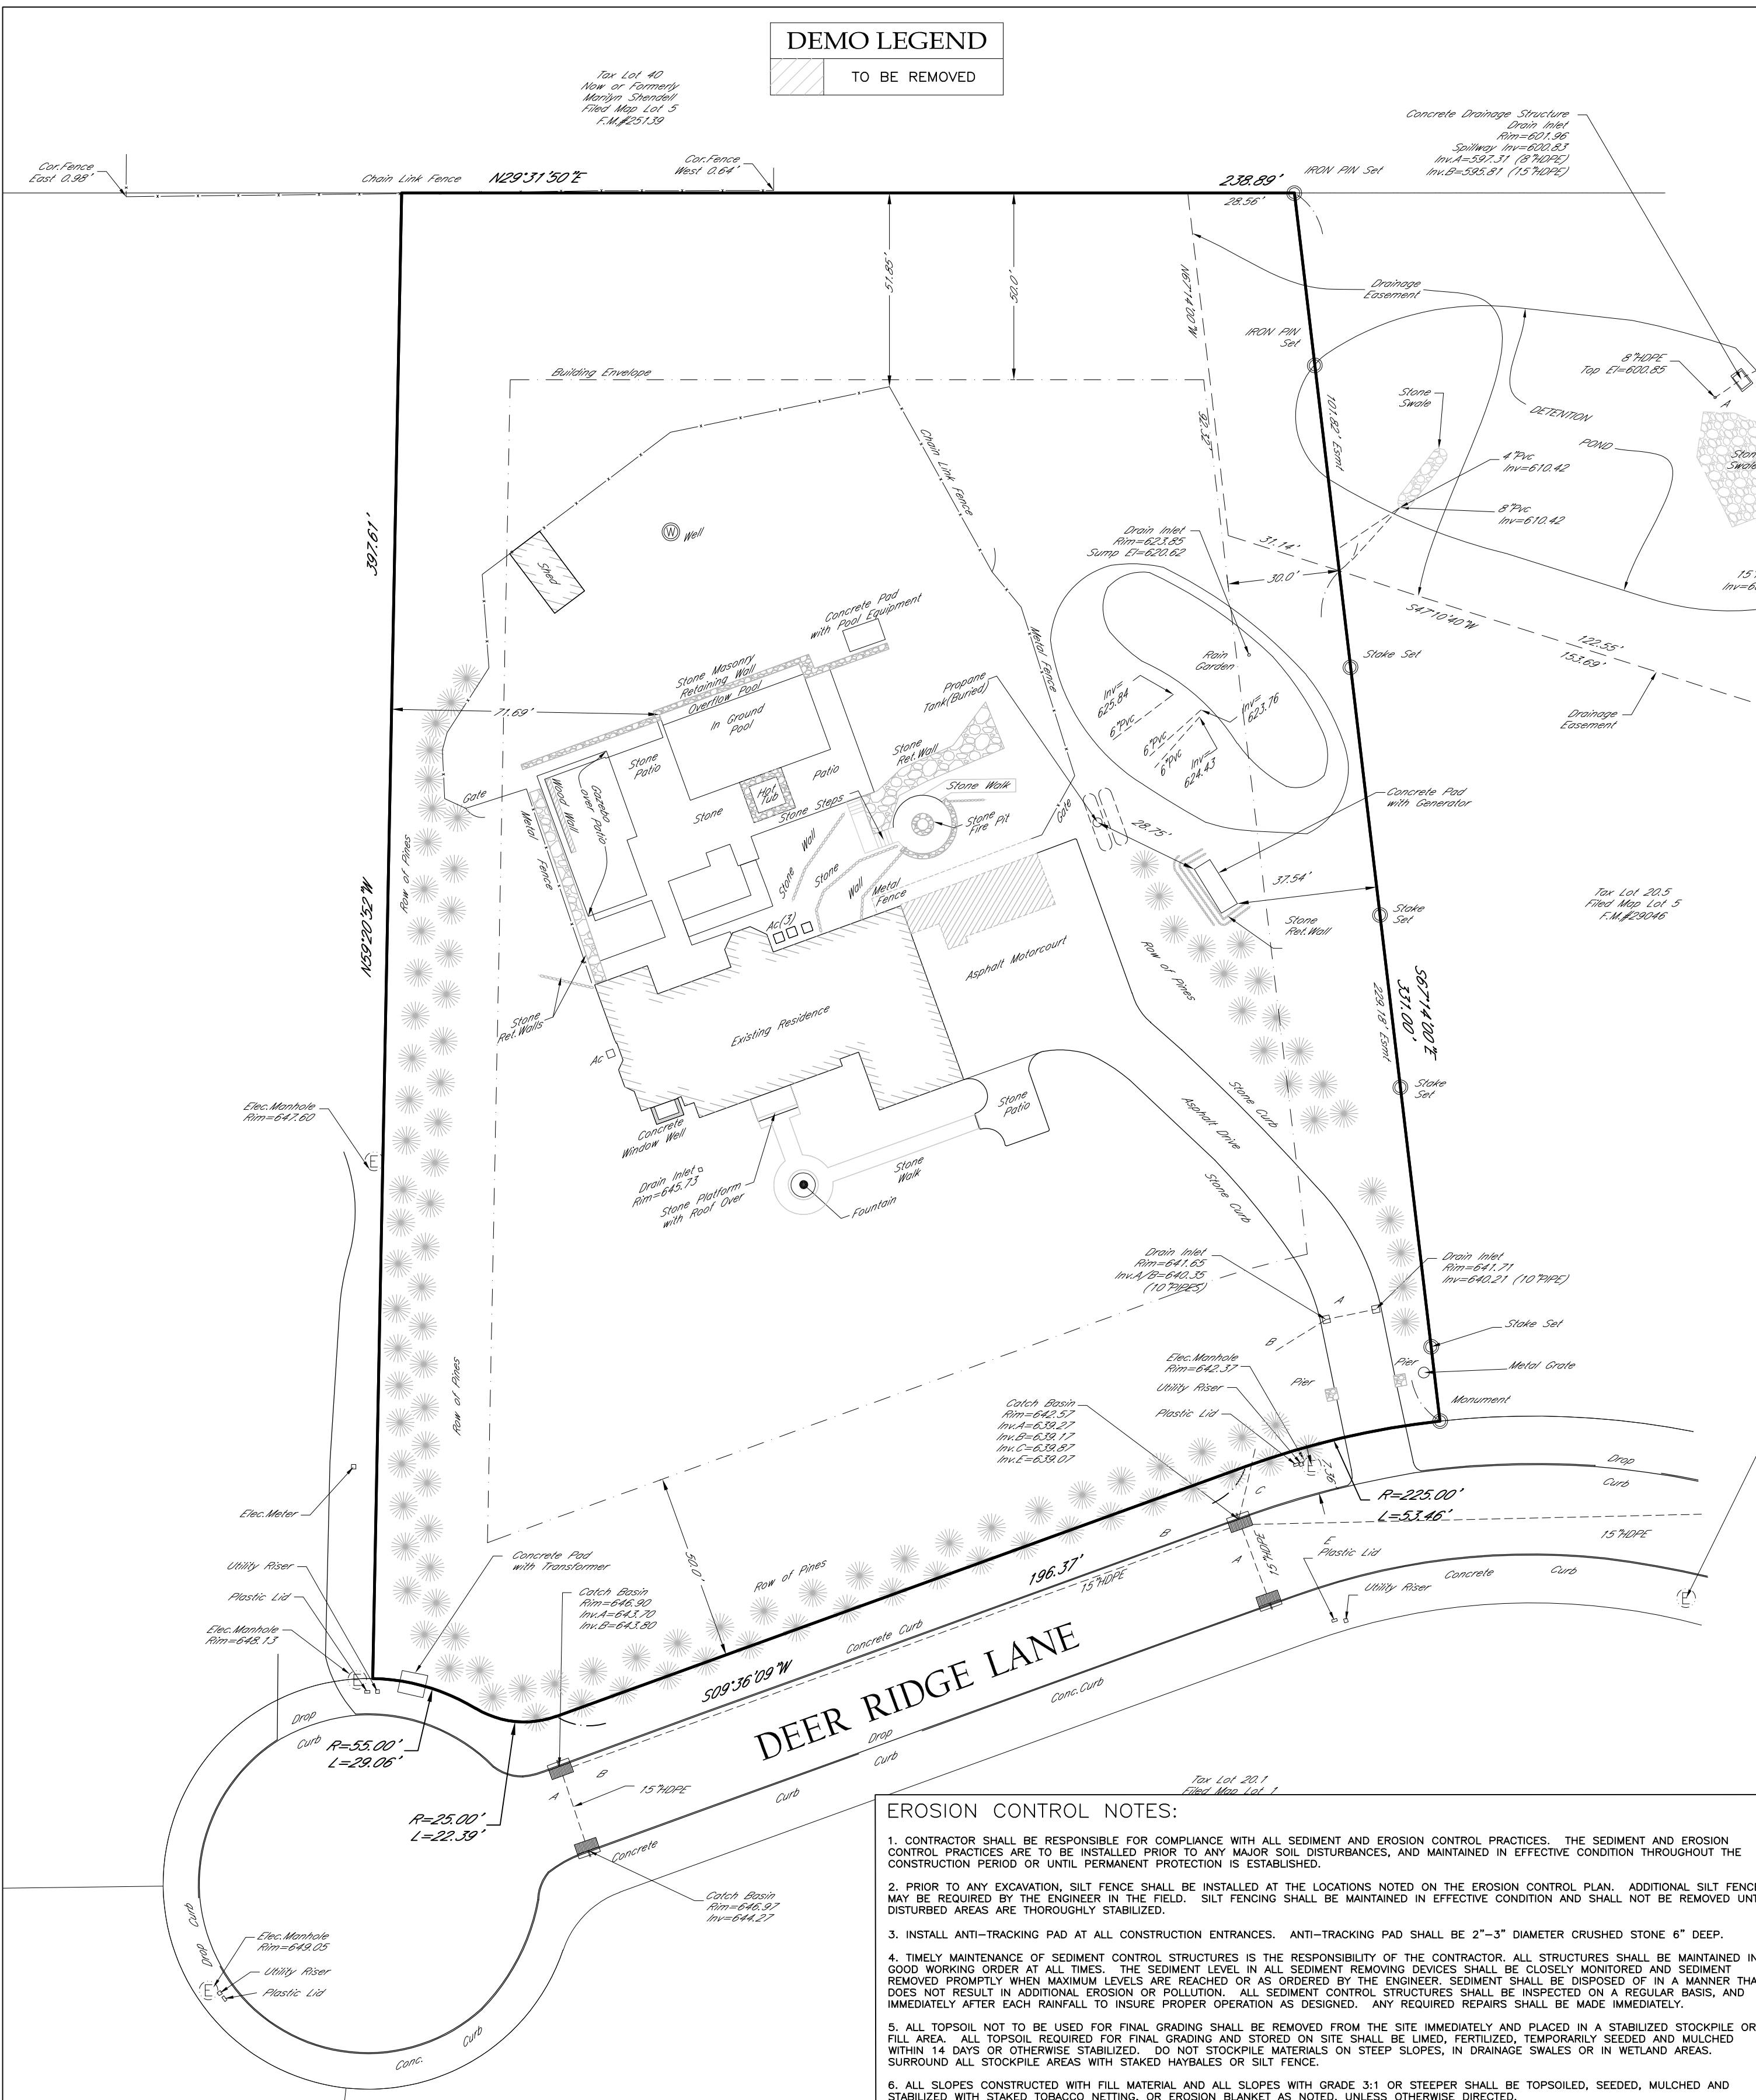 DEMO LEGEND
TO BE REMOVED
Tax Lot 40
Now or Formerly
Marilyn Shendell
Filed Map Lot 5
F.M.#25139
Concrete Drainage Structure
Drain Inlet
Rim=601.96
Spillway Inv=600.83
Inv.A=597.31 (8"HDPE)
Inv.B=595.81 (15"HDPE)
Cor.Fence
East 0.98'
Chain Link Fence
N29°31'50"E
Cor.Fence
West 0.64'
238.89'
28.56'
IRON PIN Set
51.85'
50.0'
N67°14'00"W
Drainage
Easement
IRON PIN
Set
8"HDPE
Top El=600.85
A
Building Envelope
Stone
Swale
DETENTION
POND
101.82' Esmt
92.32'
Chain Link Fence
4"Pvc
Inv=610.42
8"Pvc
Inv=610.42
Stone
Swale
397.61'
W
Well
Shed
Drain Inlet
Rim=623.85
Sump El=620.62
31.14'
30.0'
S47°10'40"W
122.55'
153.69'
Concrete Pad
with Pool Equipment
Metal Fence
Rain
Garden
Stake Set
Stone Masonry
Retaining Wall
Overflow Pool
In Ground
Pool
Propane
Tank(Buried)
Inv=
625.84
6"Pvc
6"Pvc
6"Pvc
Inv=
624.43
Inv=
623.76
Drainage
Easement
71.69'
Stone
Patio
Stone
Ret.Wall
Patio
Hot
Tub
Stone
Stone Steps
Stone Walk
Stone
Fire Pit
Gate
Concrete Pad
with Generator
Gate
Wood Wall
Gazebo
over Patio
Metal
Fence
Row of Pines
N59°20'52"W
Stone
Wall
Stone
Wall
Metal
Fence
28.75'
37.54'
Stake
Set
Tax Lot 20.5
Filed Map Lot 5
F.M.#29046
Stone
Ret.Wall
Ac(3)
Asphalt Motorcourt
Row of Pines
Stone
Ret.Walls
Existing Residence
Ac
229.18' Esmt
S67°14'00"E
331.00'
Stake
Set
Elec.Manhole
Rim=647.60
E
Concrete
Window Well
Stone
Patio
Stone Curb
Asphalt Drive
Stone Curb
Drain Inlet
Rim=645.73
Stone Platform
with Roof Over
Stone
Walk
Fountain
Drain Inlet
Rim=641.65
Inv.A/B=640.35
(10"PIPES)
Drain Inlet
Rim=641.71
Inv=640.21 (10"PIPE)
A
B
Stake Set
Metal Grate
Monument
Pier
Pier
Row of Pines
Elec.Manhole
Rim=642.37
Utility Riser
Plastic Lid
Catch Basin
Rim=642.57
Inv.A=639.27
Inv.B=639.17
Inv.C=639.87
Inv.E=639.07
E
7.36'
R=225.00'
L=53.46'
Drop
Curb
15"HDPE
C
B
A
15"HDPE
E
Plastic Lid
Utility Riser
Concrete
Curb
E
Elec.Meter
Utility Riser
Plastic Lid
Elec.Manhole
Rim=648.13
E
Concrete Pad
with Transformer
Catch Basin
Rim=646.90
Inv.A=643.70
Inv.B=643.80
50.0'
Row of Pines
196.37'
15"HDPE
Concrete Curb
S09°36'09"W
DEER RIDGE LANE
Conc.Curb
Drop
Curb
Drop
Curb
R=55.00'
L=29.06'
R=25.00'
L=22.39'
B
A
15"HDPE
Curb
Concrete
Catch Basin
Rim=646.97
Inv=644.27
Tax Lot 20.1
Filed Map Lot 1
Curb
Drop
Elec.Manhole
Rim=649.05
Utility Riser
Plastic Lid
E
Conc.
Curb
EROSION CONTROL NOTES:
1. CONTRACTOR SHALL BE RESPONSIBLE FOR COMPLIANCE WITH ALL SEDIMENT AND EROSION CONTROL PRACTICES. THE SEDIMENT AND EROSION
CONTROL PRACTICES ARE TO BE INSTALLED PRIOR TO ANY MAJOR SOIL DISTURBANCES, AND MAINTAINED IN EFFECTIVE CONDITION THROUGHOUT THE
CONSTRUCTION PERIOD OR UNTIL PERMANENT PROTECTION IS ESTABLISHED.
2. PRIOR TO ANY EXCAVATION, SILT FENCE SHALL BE INSTALLED AT THE LOCATIONS NOTED ON THE EROSION CONTROL PLAN. ADDITIONAL SILT FENCE
MAY BE REQUIRED BY THE ENGINEER IN THE FIELD. SILT FENCING SHALL BE MAINTAINED IN EFFECTIVE CONDITION AND SHALL NOT BE REMOVED UNT
DISTURBED AREAS ARE THOROUGHLY STABILIZED.
3. INSTALL ANTI-TRACKING PAD AT ALL CONSTRUCTION ENTRANCES. ANTI-TRACKING PAD SHALL BE 2"-3" DIAMETER CRUSHED STONE 6" DEEP.
4. TIMELY MAINTENANCE OF SEDIMENT CONTROL STRUCTURES IS THE RESPONSIBILITY OF THE CONTRACTOR. ALL STRUCTURES SHALL BE MAINTAINED IN
GOOD WORKING ORDER AT ALL TIMES. THE SEDIMENT LEVEL IN ALL SEDIMENT REMOVING DEVICES SHALL BE CLOSELY MONITORED AND SEDIMENT
REMOVED PROMPTLY WHEN MAXIMUM LEVELS ARE REACHED OR AS ORDERED BY THE ENGINEER. SEDIMENT SHALL BE DISPOSED OF IN A MANNER THA
DOES NOT RESULT IN ADDITIONAL EROSION OR POLLUTION. ALL SEDIMENT CONTROL STRUCTURES SHALL BE INSPECTED ON A REGULAR BASIS, AND
IMMEDIATELY AFTER EACH RAINFALL TO INSURE PROPER OPERATION AS DESIGNED. ANY REQUIRED REPAIRS SHALL BE MADE IMMEDIATELY.
5. ALL TOPSOIL NOT TO BE USED FOR FINAL GRADING SHALL BE REMOVED FROM THE SITE IMMEDIATELY AND PLACED IN A STABILIZED STOCKPILE OR
FILL AREA. ALL TOPSOIL REQUIRED FOR FINAL GRADING AND STORED ON SITE SHALL BE LIMED, FERTILIZED, TEMPORARILY SEEDED AND MULCHED
WITHIN 14 DAYS OR OTHERWISE STABILIZED. DO NOT STOCKPILE MATERIALS ON STEEP SLOPES, IN DRAINAGE SWALES OR IN WETLAND AREAS.
SURROUND ALL STOCKPILE AREAS WITH STAKED HAYBALES OR SILT FENCE.
6. ALL SLOPES CONSTRUCTED WITH FILL MATERIAL AND ALL SLOPES WITH GRADE 3:1 OR STEEPER SHALL BE TOPSOILED, SEEDED, MULCHED AND
STABILIZED WITH STAKED TOBACCO NETTING, OR EROSION BLANKET AS NOTED, UNLESS OTHERWISE DIRECTED.